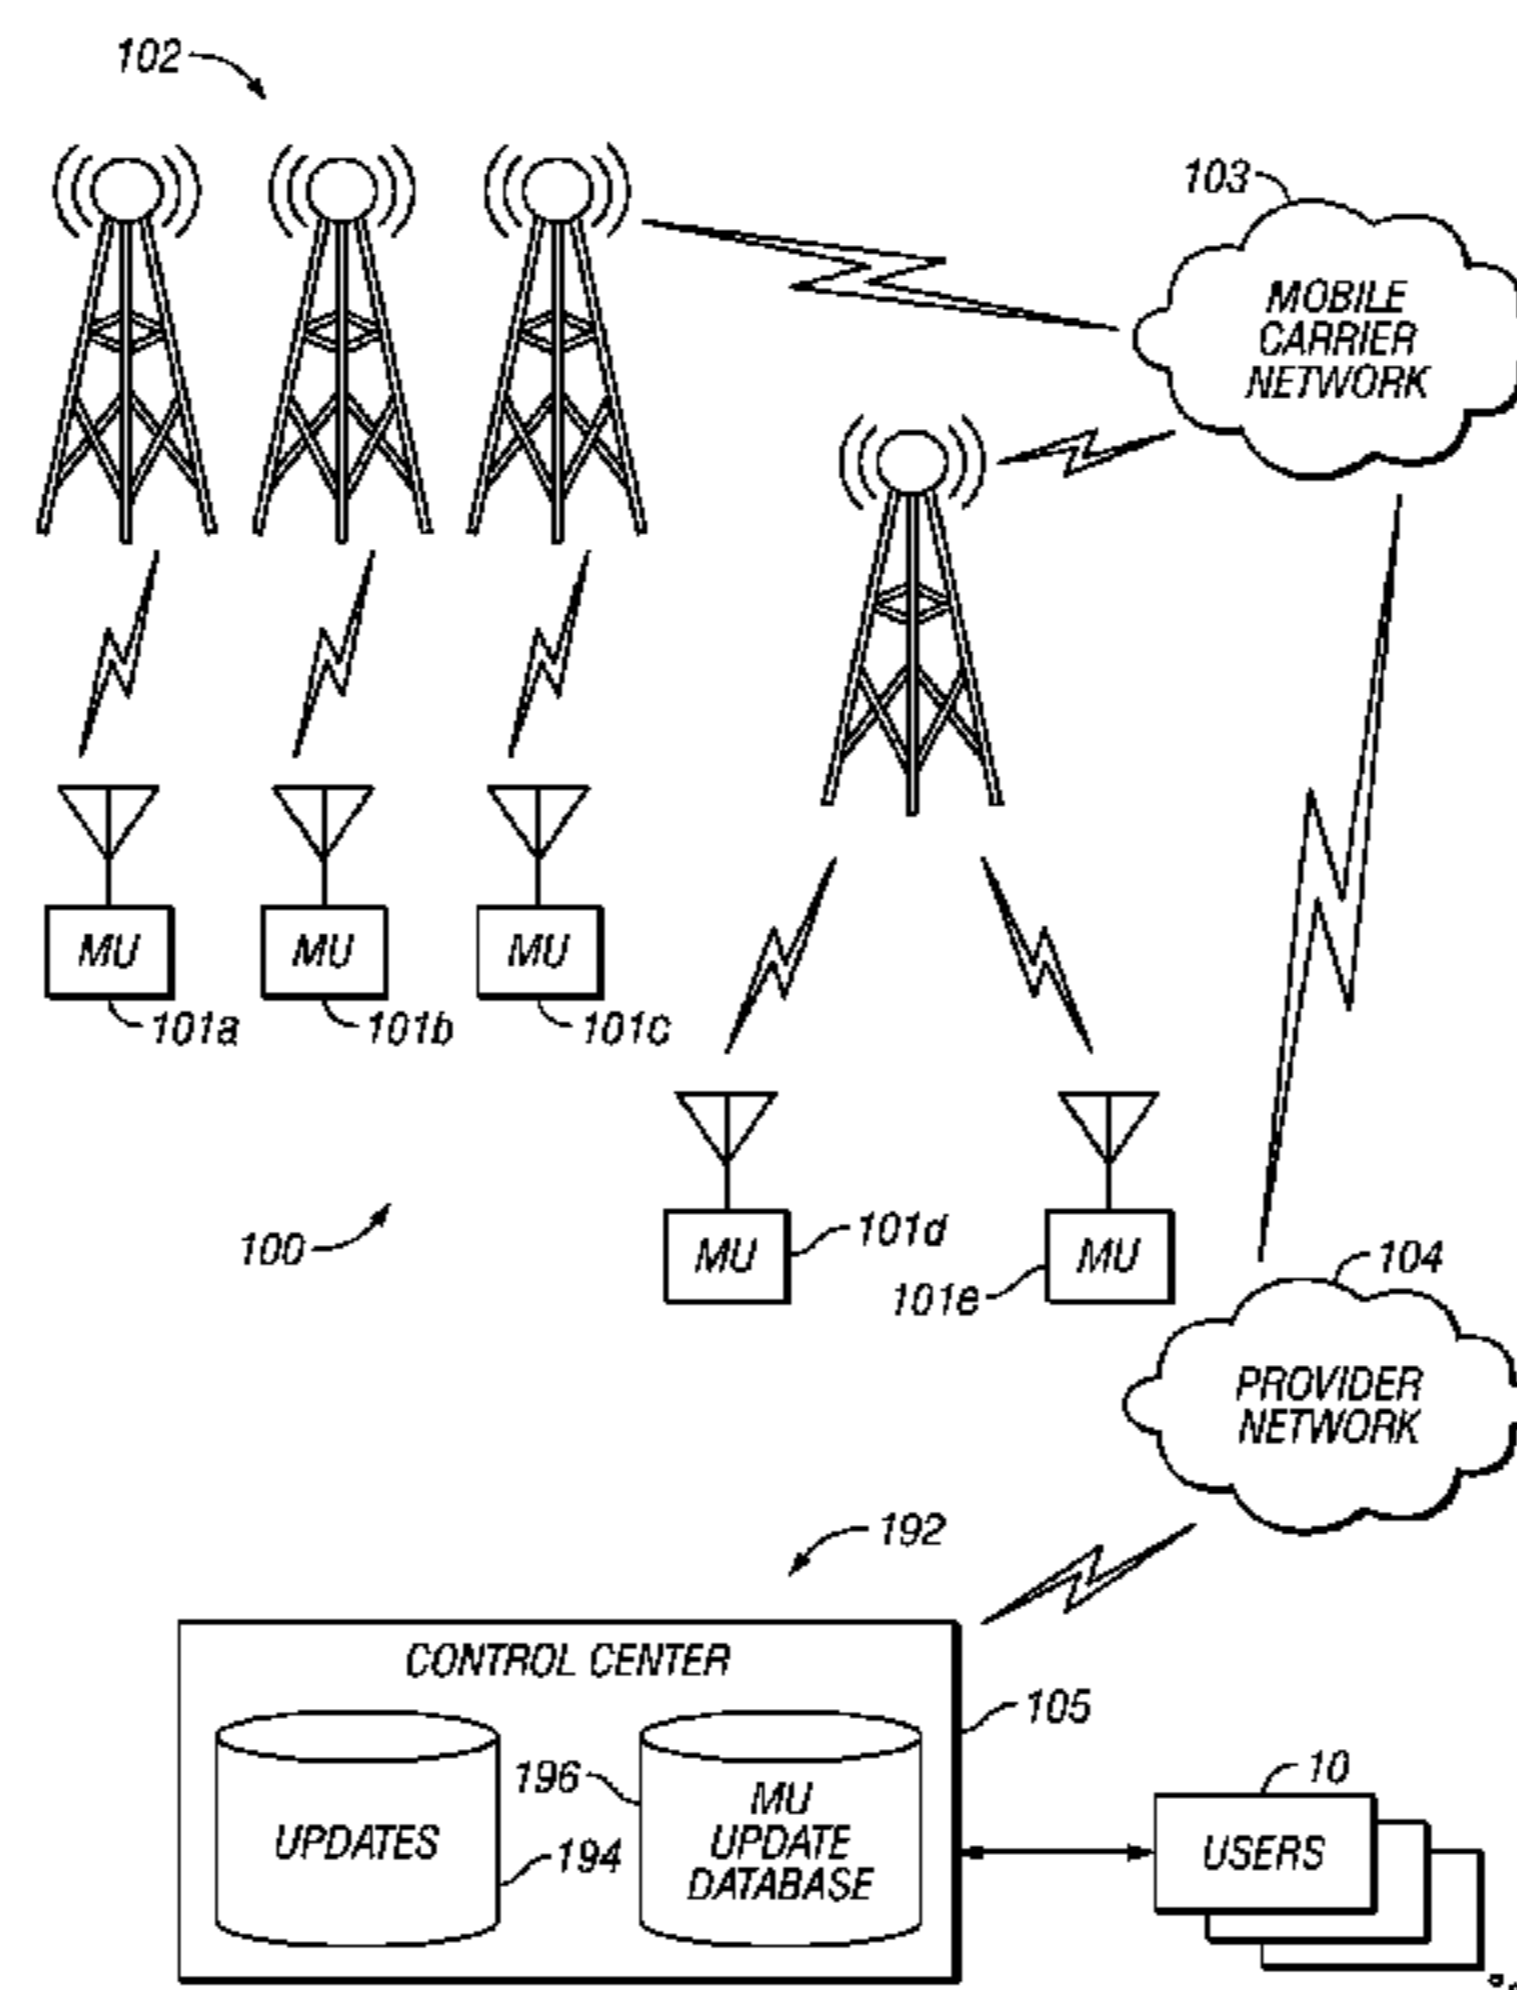 102
103
MOBILE
CARRIER
NETWORK
MU
MU
MU
101a
101b
101c
100
MU
101d
MU
101e
104
PROVIDER
NETWORK
192
CONTROL CENTER
105
UPDATES
194
196
MU
UPDATE
DATABASE
10
USERS